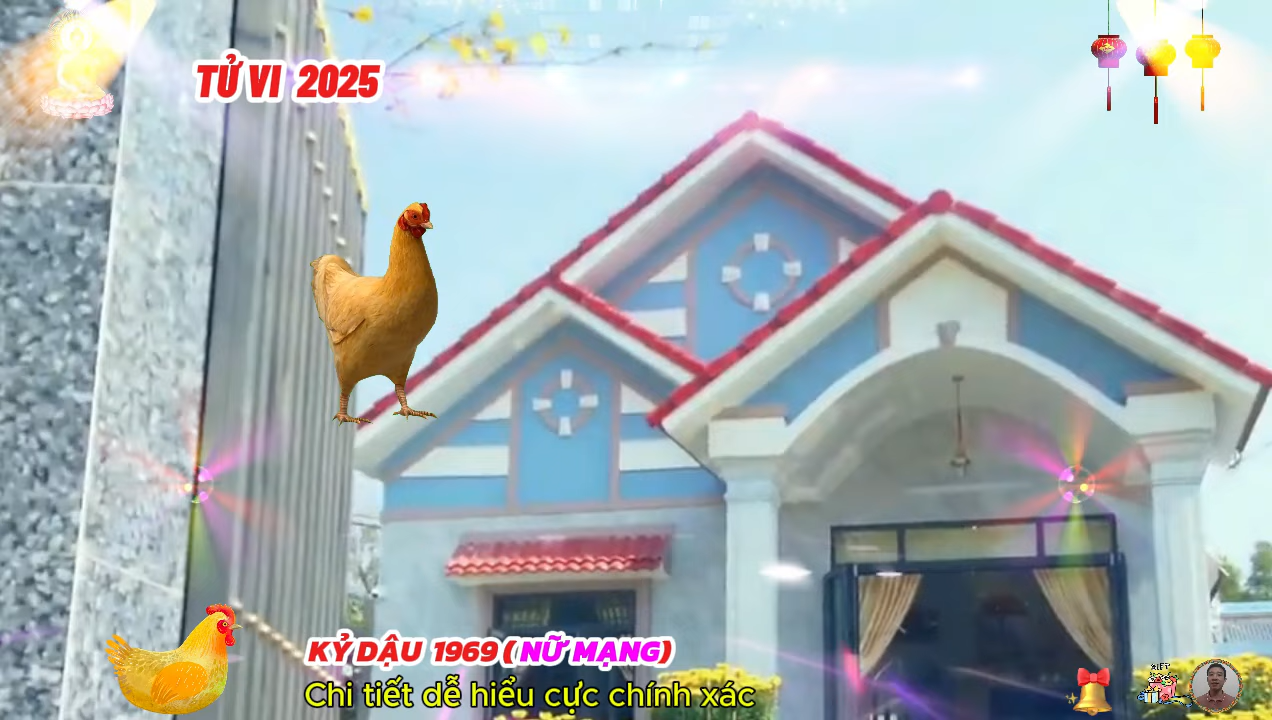 TỬ VI 2025
KỶ DẬU 1969 (NỮ MẠNG)
Chi tiết dễ hiểu cực chính xác